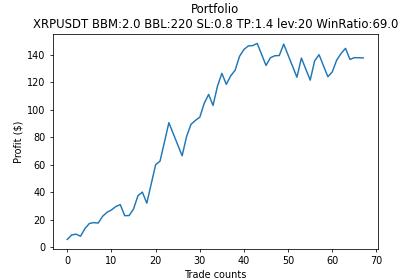 Portfolio
XRPUSDT BBM:2.0 BBL:220 SL:0.8 TP:1.4 lev:20 WinRatio:69.0
Profit ($)
140
120
100
80
60
40
20
0
0 10 20 30 40 50 60 70
Trade counts